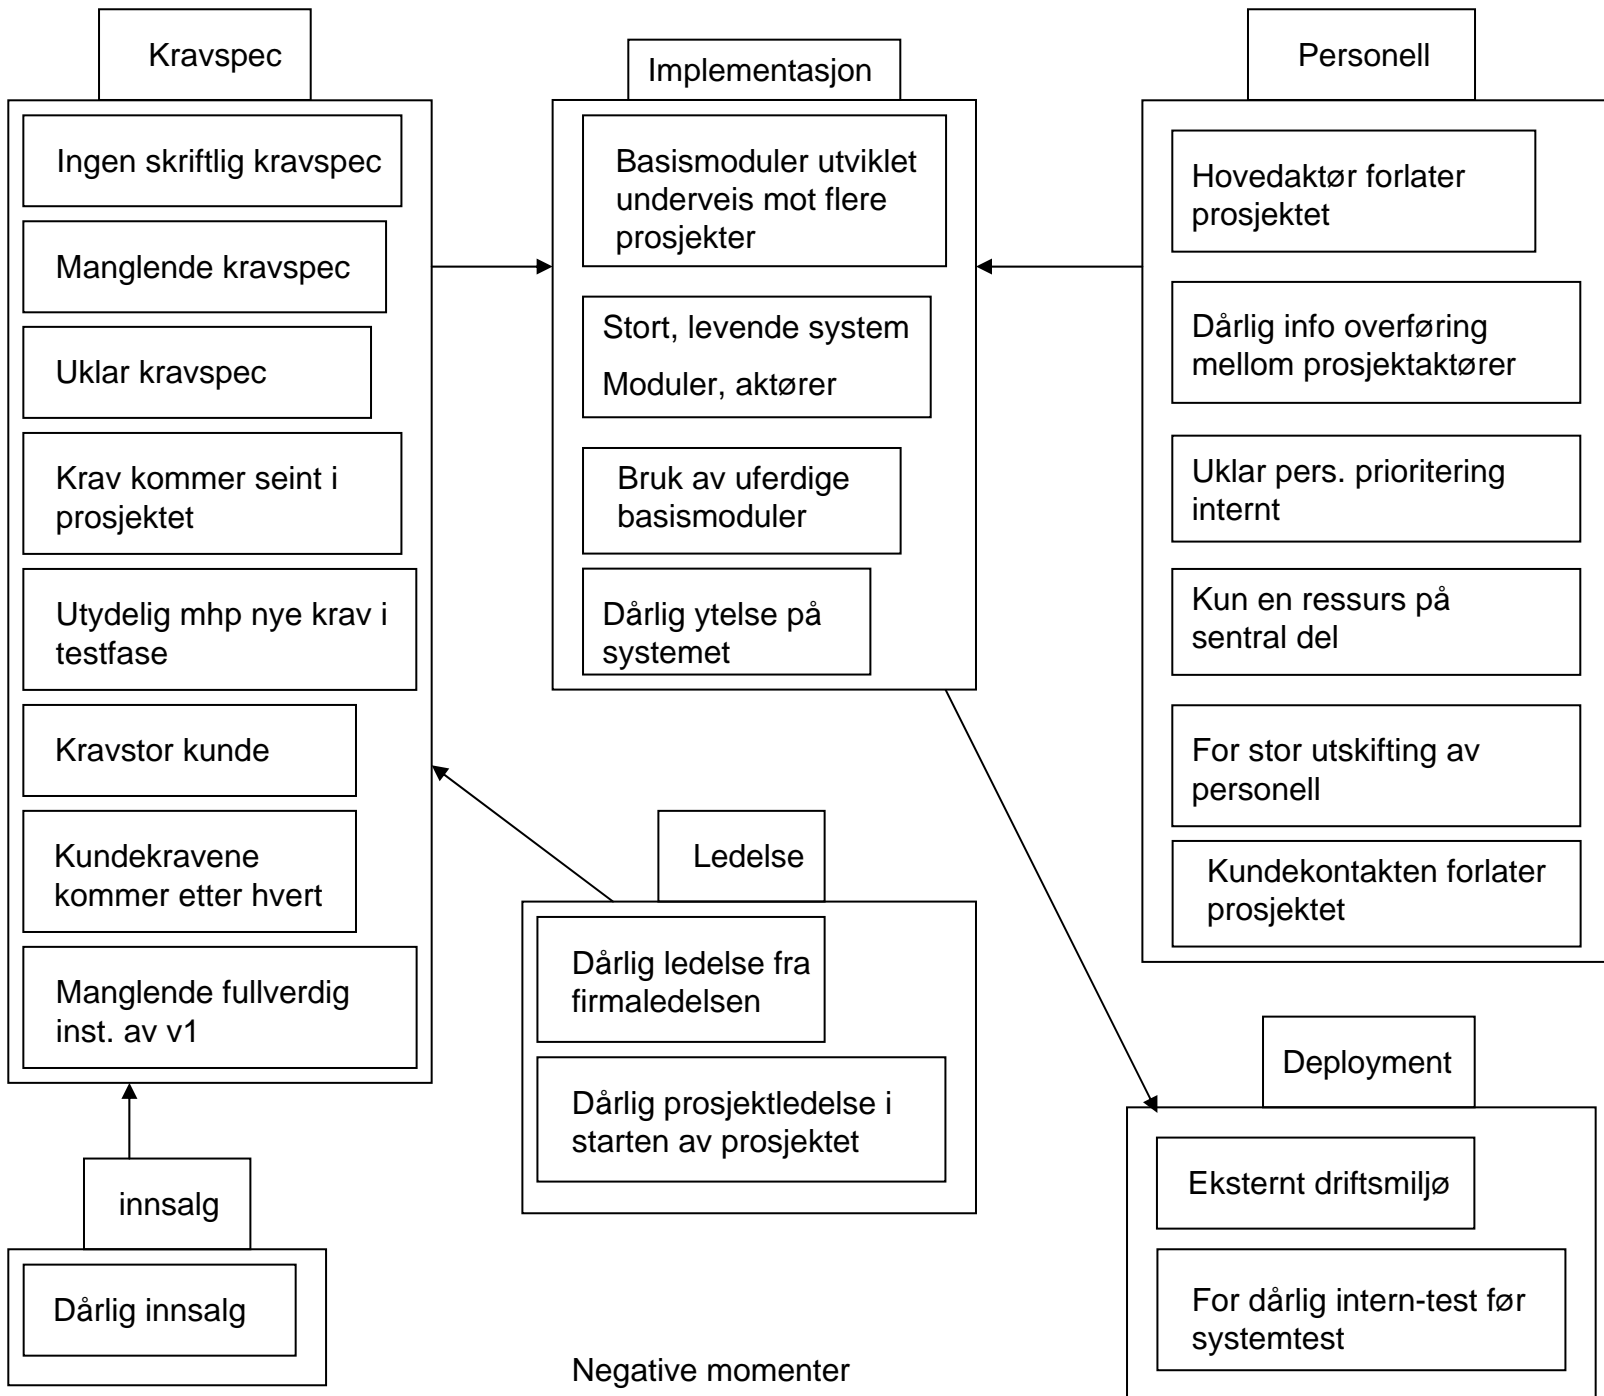 Kravspec
Ingen skriftlig kravspec
Manglende kravspec
Uklar kravspec
Krav kommer seint i
prosjektet
Utydelig mhp nye krav i
testfase
Kravstor kunde
Kundekravene
kommer etter hvert
Manglende fullverdig
inst. av v1
innsalg
Dårlig innsalg
Implementasjon
Basismoduler utviklet
underveis mot flere
prosjekter
Stort, levende system
Moduler, aktører
Bruk av uferdige
basismoduler
Dårlig ytelse på
systemet
Ledelse
Dårlig ledelse fra
firmaledelsen
Dårlig prosjektledelse i
starten av prosjektet
Negative momenter
Personell
Hovedaktør forlater
prosjektet
Dårlig info overføring
mellom prosjektaktører
Uklar pers. prioritering
internt
Kun en ressurs på
sentral del
For stor utskifting av
personell
Kundekontakten forlater
prosjektet
Deployment
Eksternt driftsmiljø
For dårlig intern-test før
systemtest